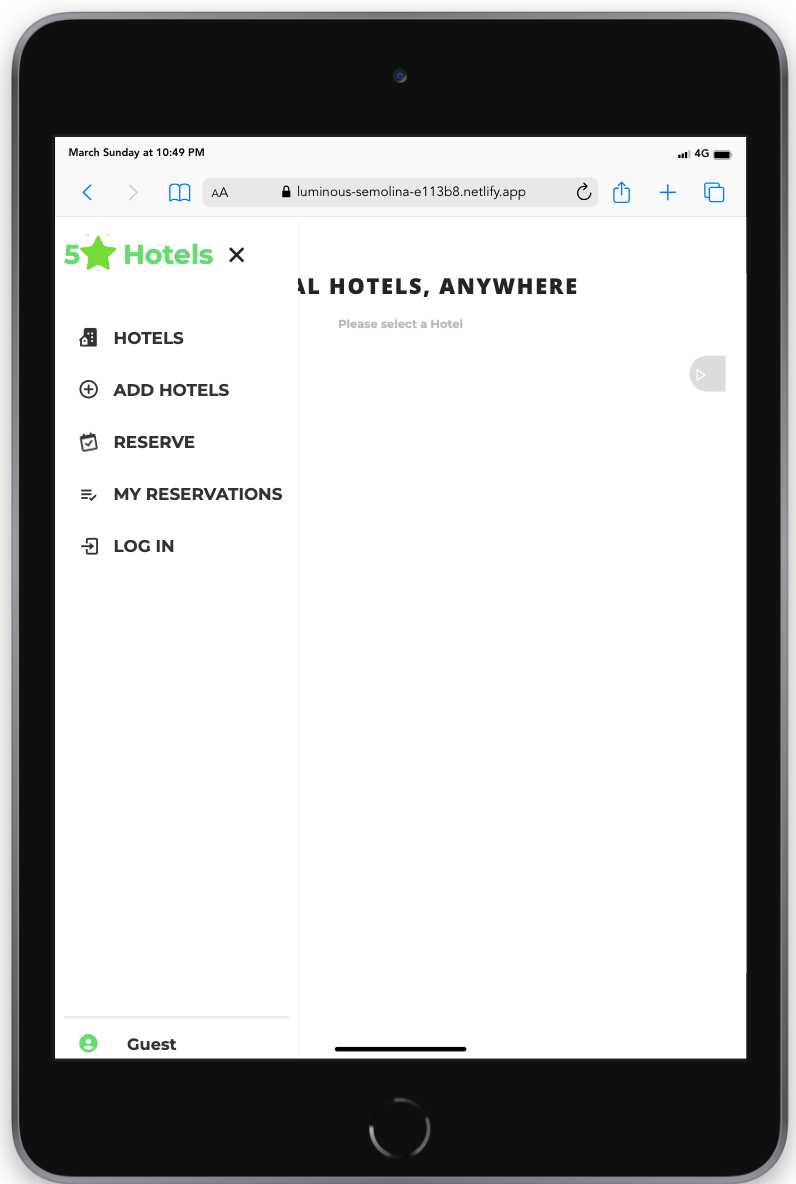 March Sunday at 10:49 PM 4G
AA luminous-semolina-e113b8.netlify.app
5 Hotels
AL HOTELS, ANYWHERE
Please select a Hotel
HOTELS
ADD HOTELS
RESERVE
MY RESERVATIONS
LOG IN
Guest